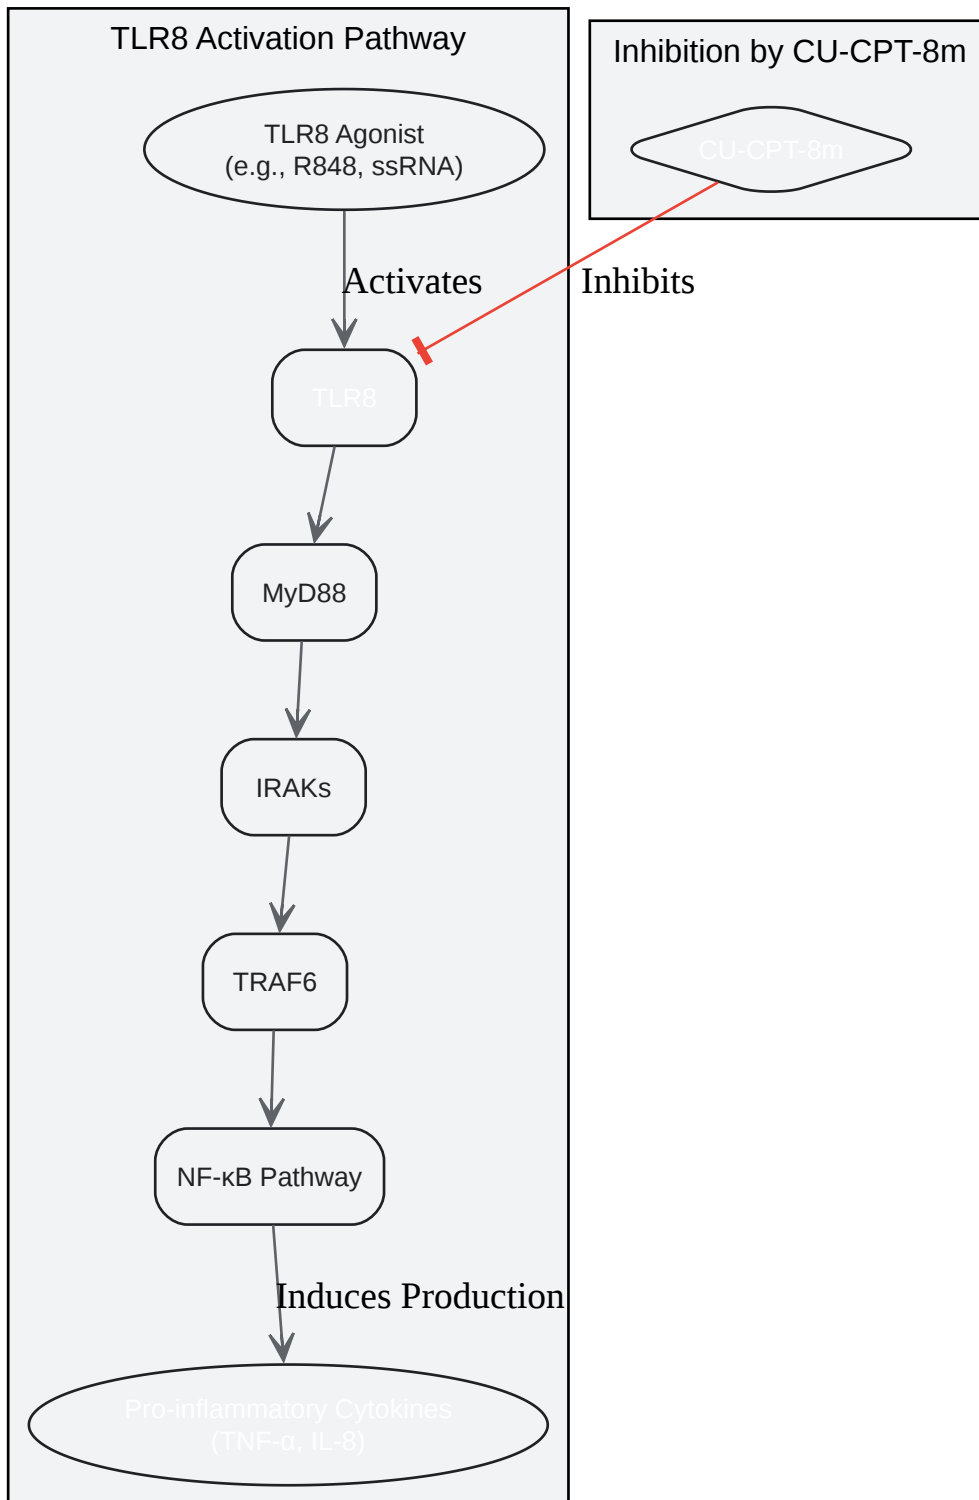 TLR8 Activation Pathway
Inhibition by CU-CPT-8m
TLR8 Agonist
(e.g., R848, ssRNA)
CU-CPT-8m
Activates
Inhibits
TLR8
MyD88
IRAKs
TRAF6
NF-κB Pathway
Induces Production
Pro-inflammatory Cytokines
(TNF-α, IL-8)